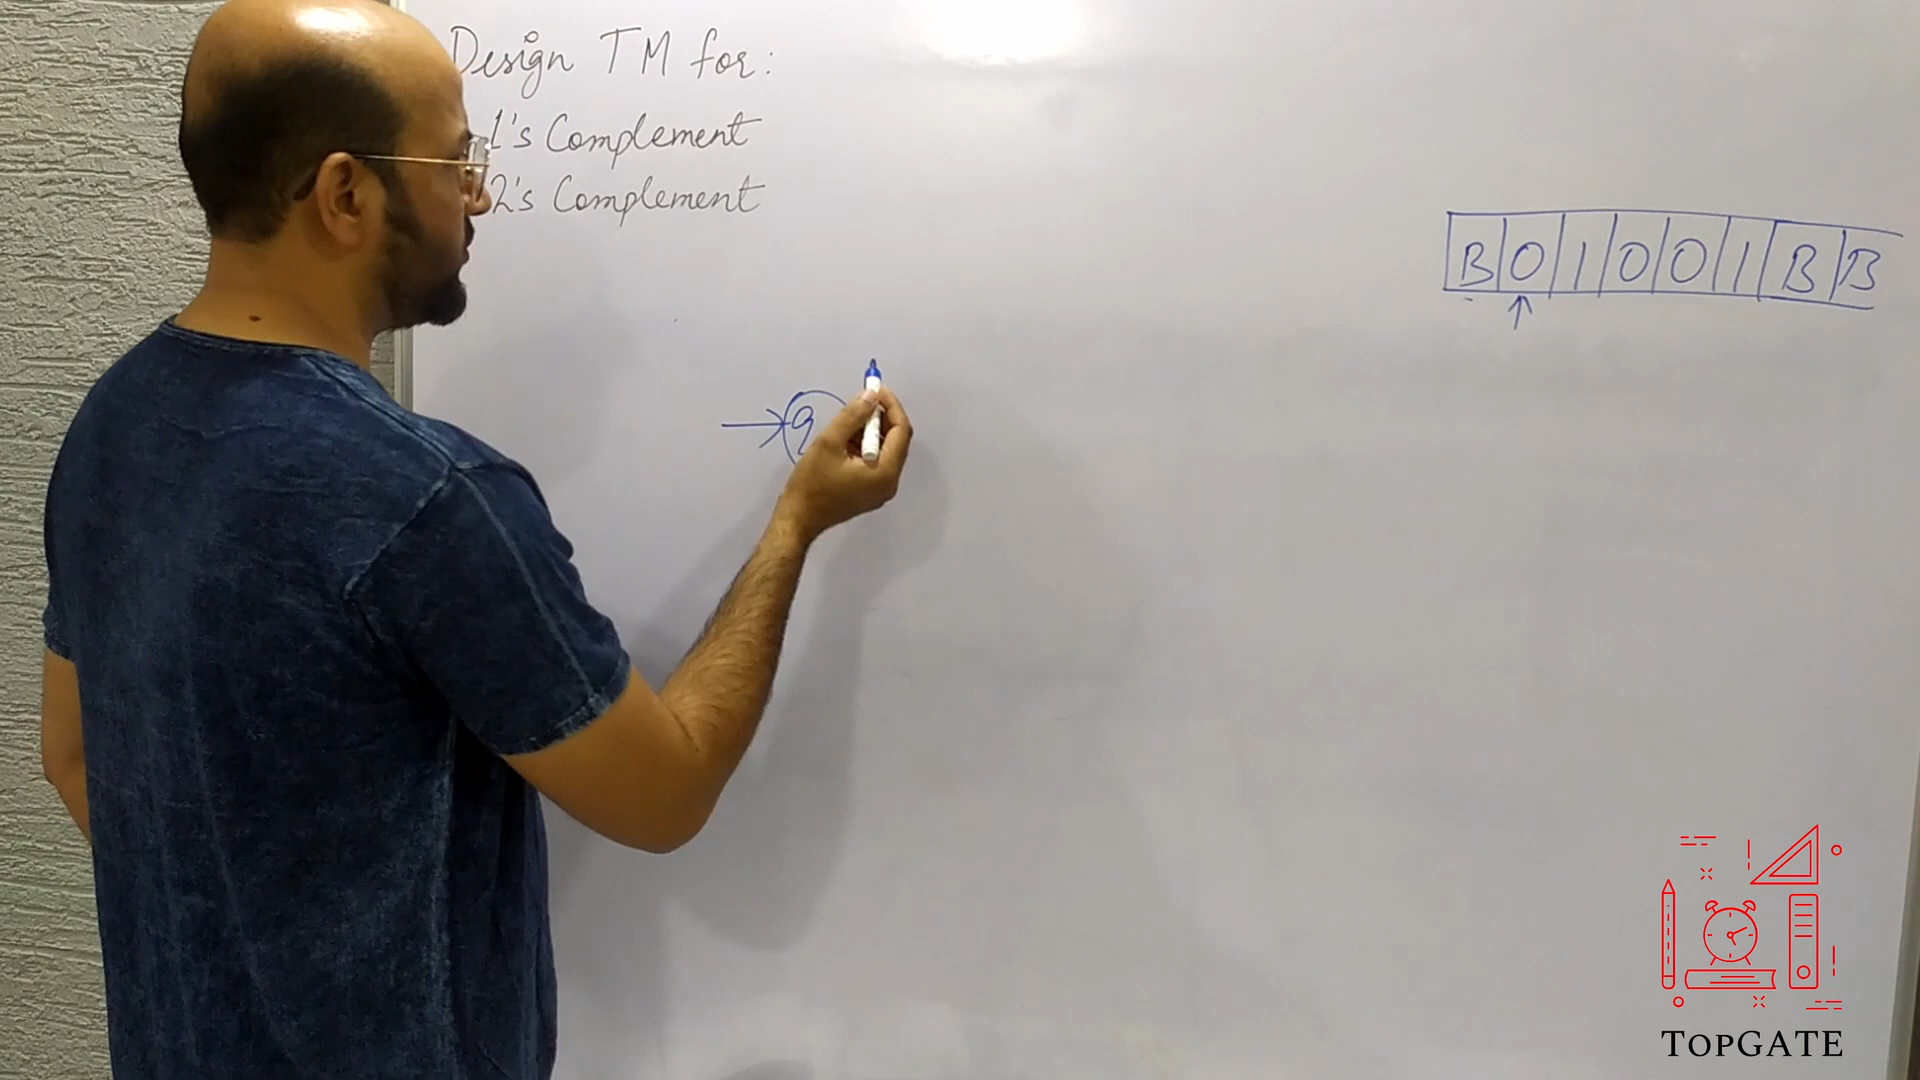 Design TM for:
1's Complement
2's Complement
B 0 1 0 0 1 B B
q
TOPGATE